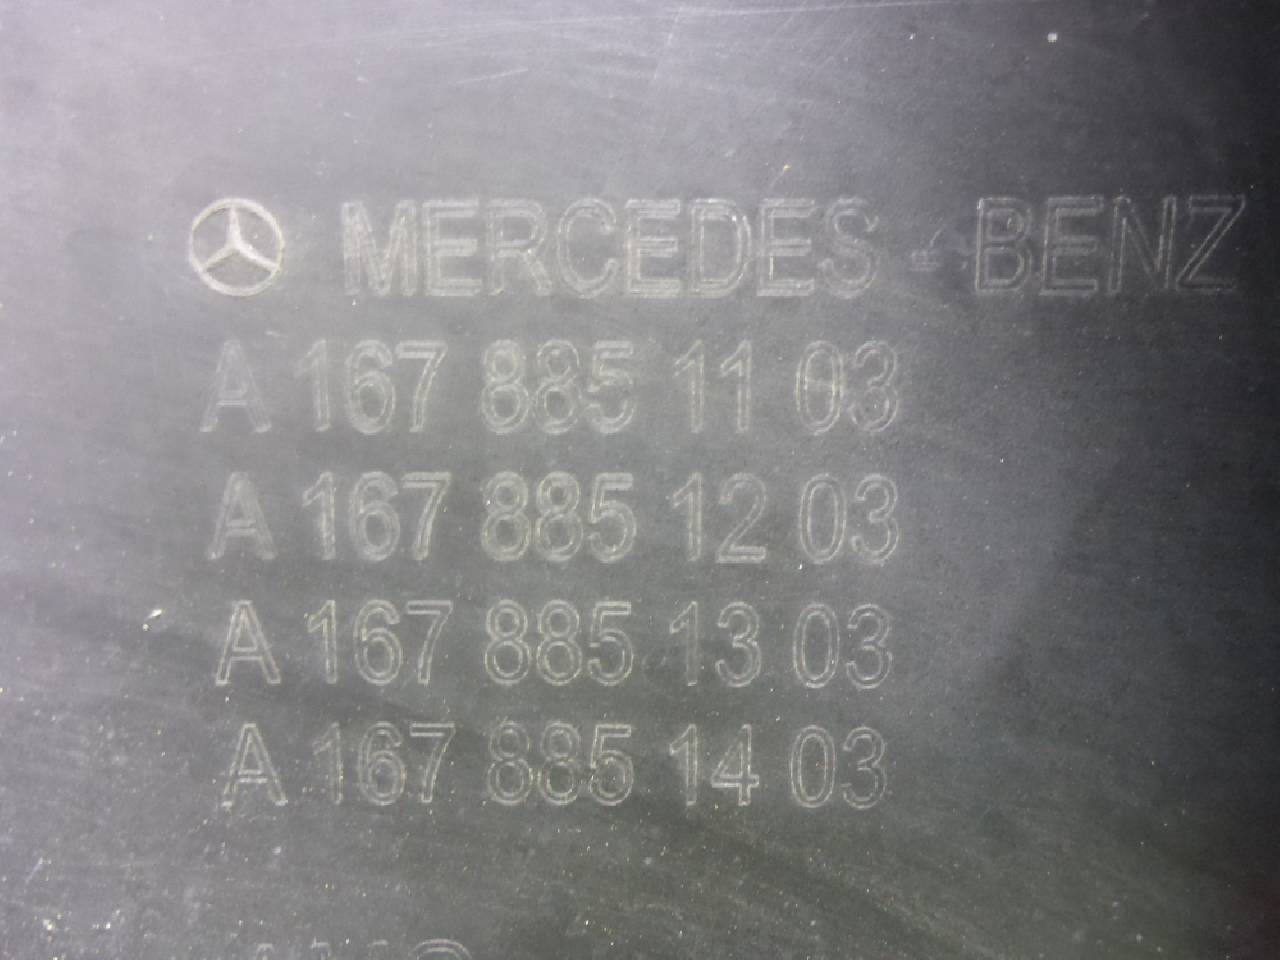 MERCEDES-BENZ
A 167 885 11 03
A 167 885 12 03
A 167 885 13 03
A 167 885 14 03